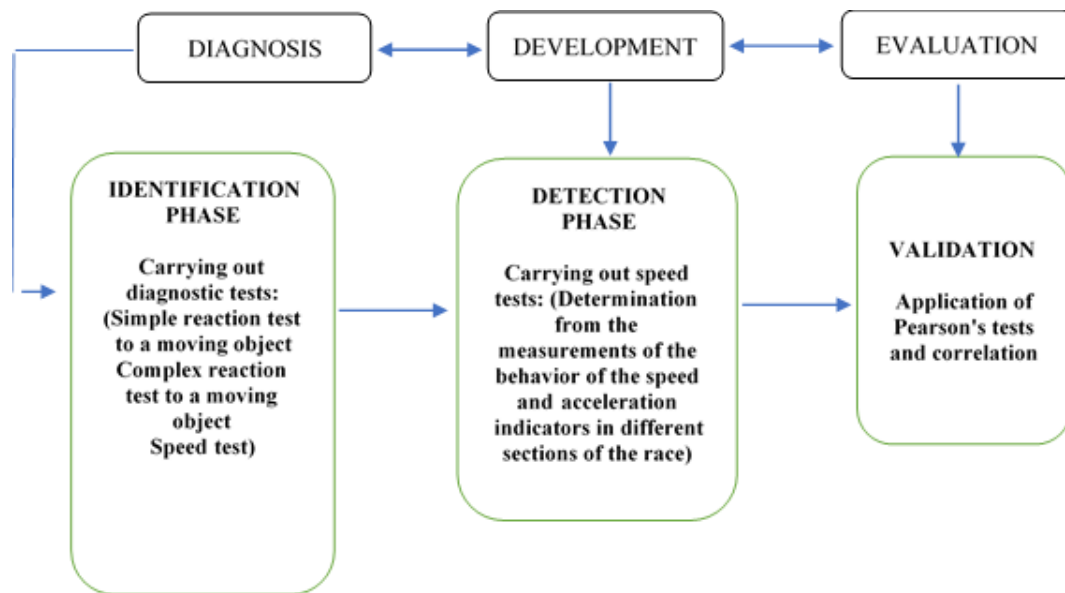 DIAGNOSIS
DEVELOPMENT
EVALUATION
IDENTIFICATION
PHASE
Carrying out
diagnostic tests:
(Simple reaction test
to a moving object
Complex reaction
test to a moving
object
Speed test)
DETECTION
PHASE
Carrying out speed
tests: (Determination
from the
measurements of the
behavior of the speed
and acceleration
indicators in different
sections of the race)
VALIDATION
Application of
Pearson's tests
and correlation